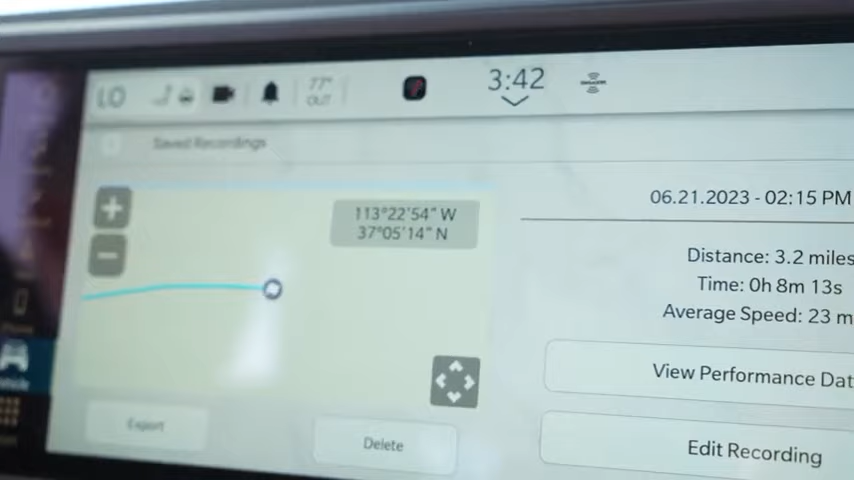 LO
77°
OUT
3:42
Saved Recordings
113°22'54" W
37°05'14" N
06.21.2023 - 02:15 PM
Distance: 3.2 miles
Time: 0h 8m 13s
Average Speed: 23 m
View Performance Dat
Edit Recording
Export
Delete